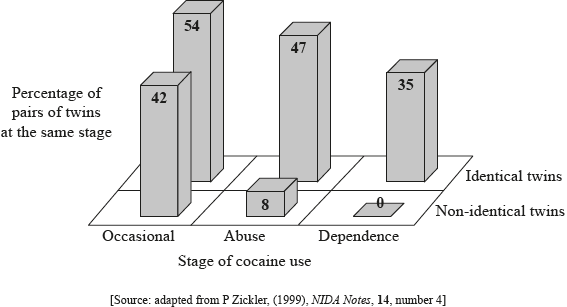 54
47
35
42
8
0
Percentage of
pairs of twins
at the same stage
Identical twins
Non-identical twins
Occasional Abuse Dependence
Stage of cocaine use
[Source: adapted from P Zickler, (1999), NIDA Notes, 14, number 4]